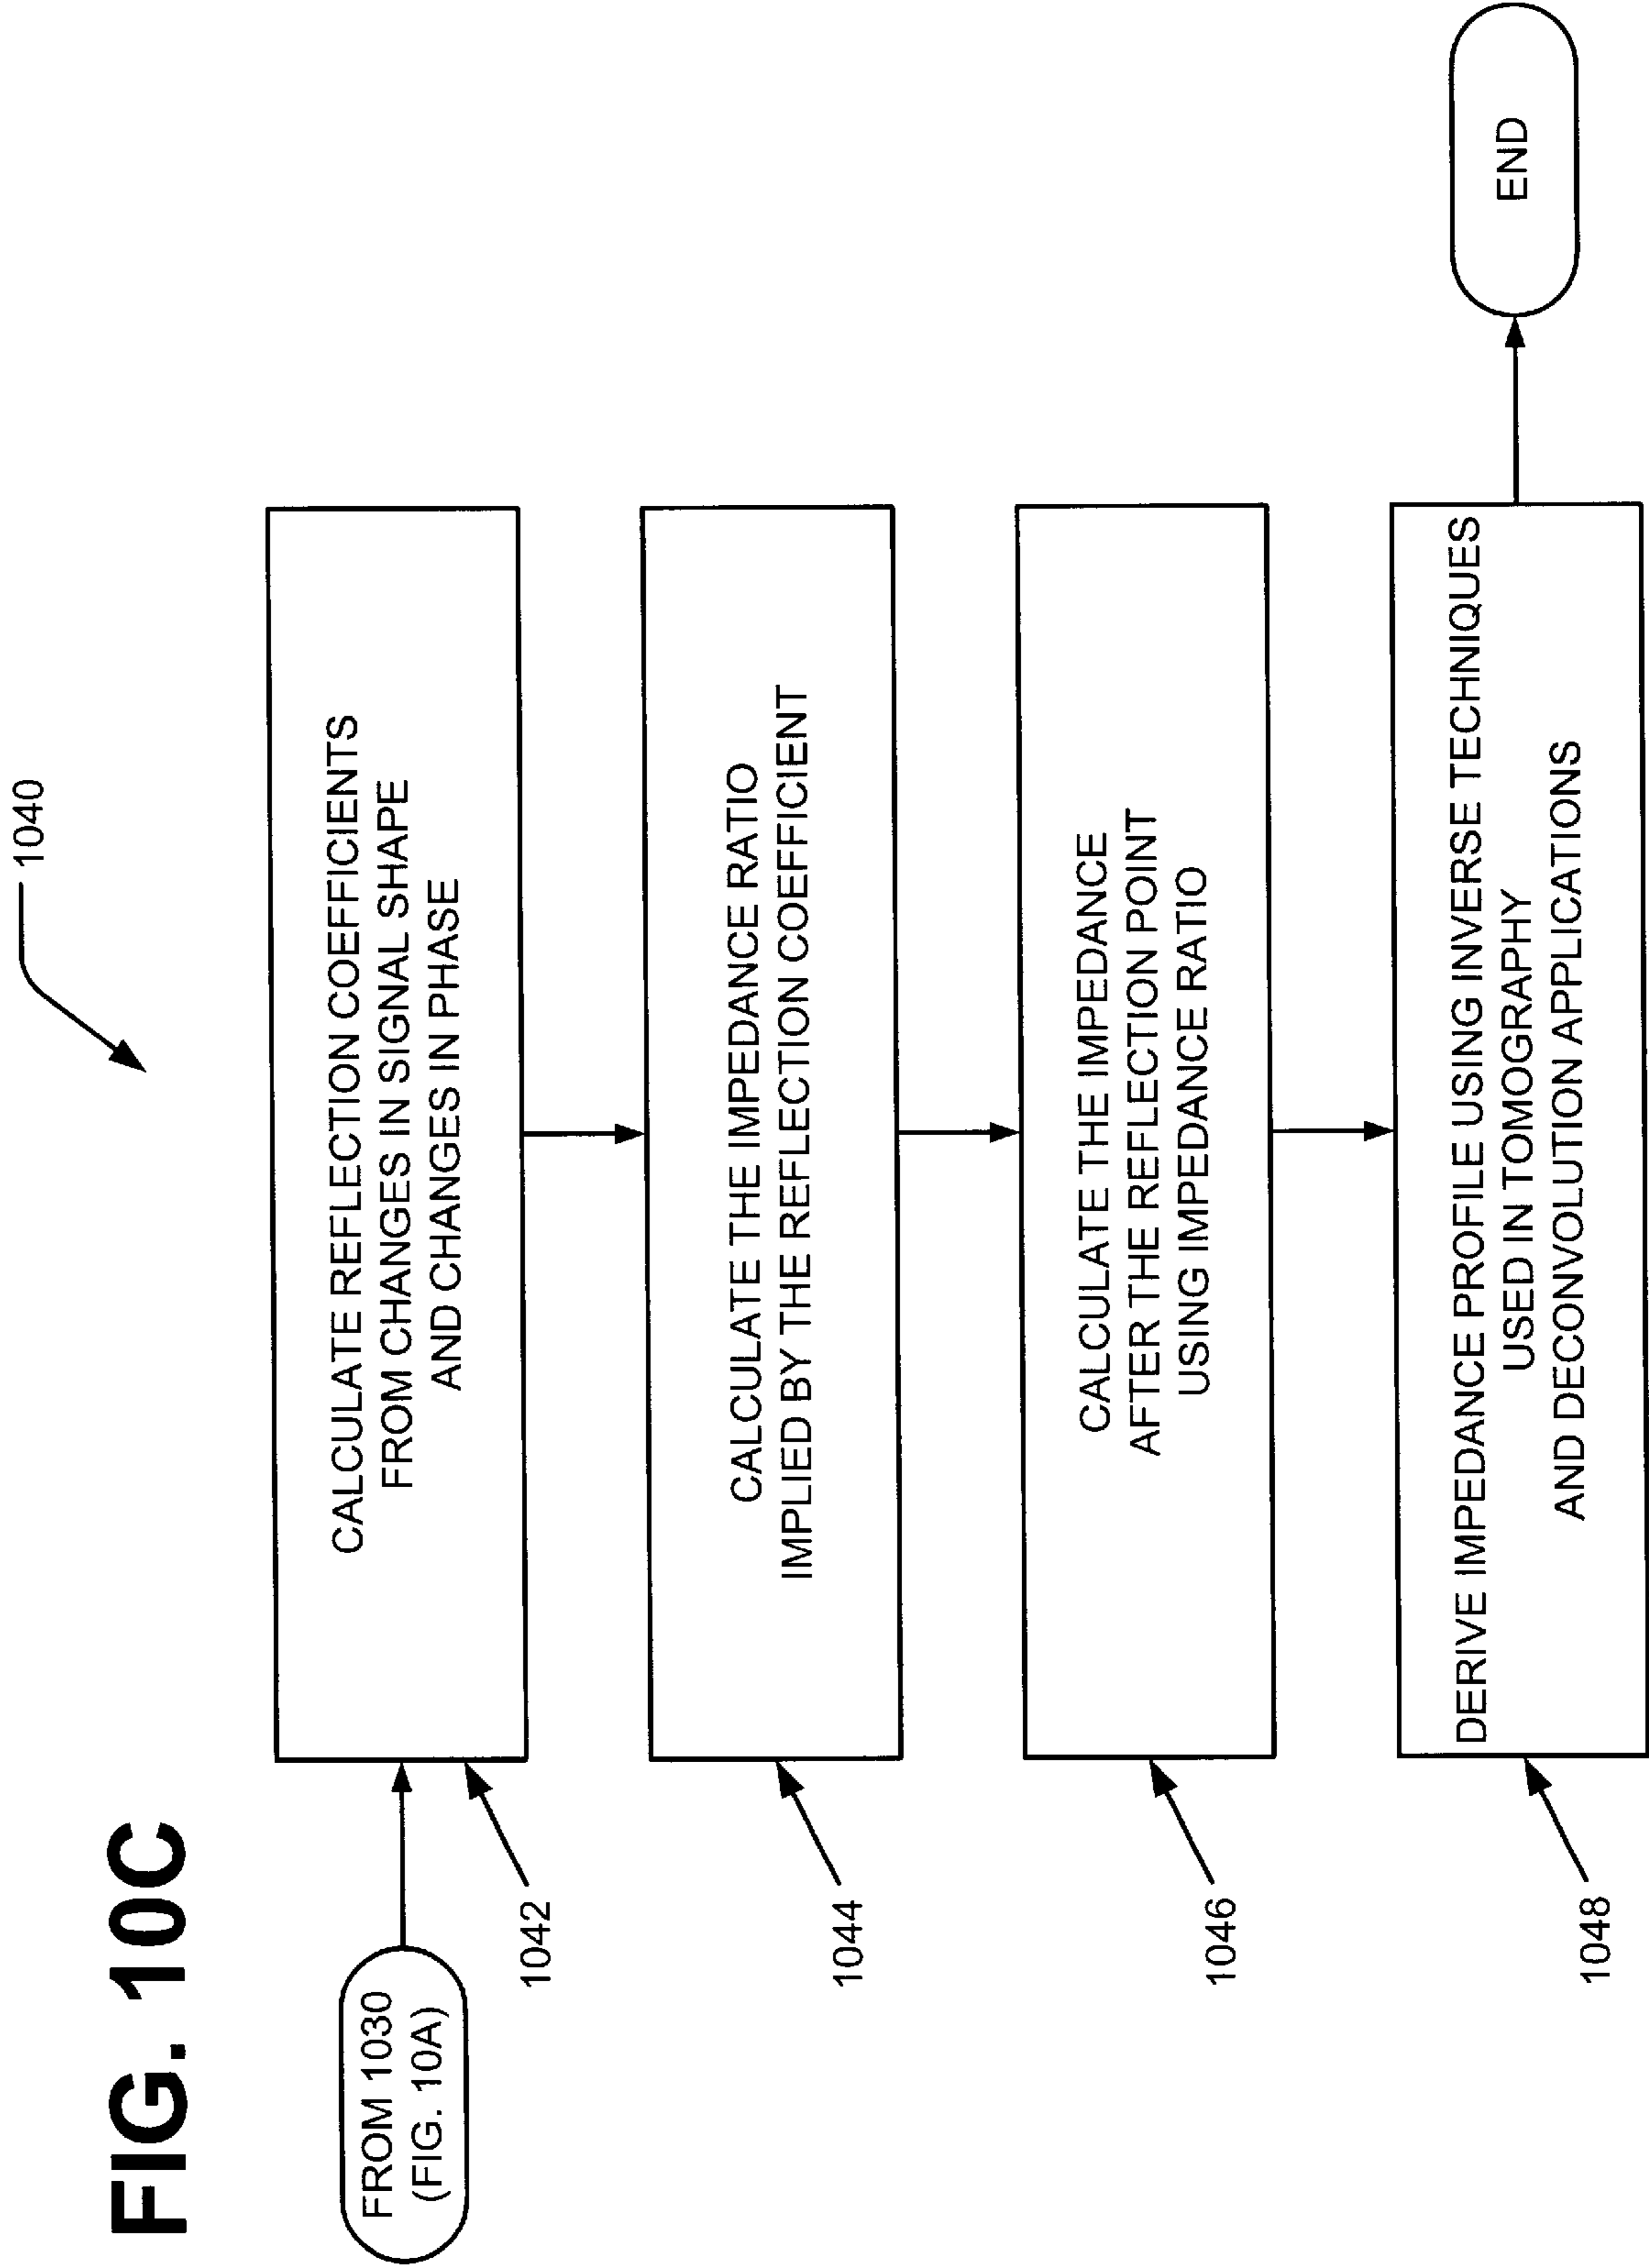 FIG. 10C
1040
FROM 1030
(FIG. 10A)
CALCULATE REFLECTION COEFFICIENTS
FROM CHANGES IN SIGNAL SHAPE
AND CHANGES IN PHASE
1042
CALCULATE THE IMPEDANCE RATIO
IMPLIED BY THE REFLECTION COEFFICIENT
1044
CALCULATE THE IMPEDANCE
AFTER THE REFLECTION POINT
USING IMPEDANCE RATIO
1046
DERIVE IMPEDANCE PROFILE USING INVERSE TECHNIQUES
USED IN TOMOGRAPHY
AND DECONVOLUTION APPLICATIONS
1048
END